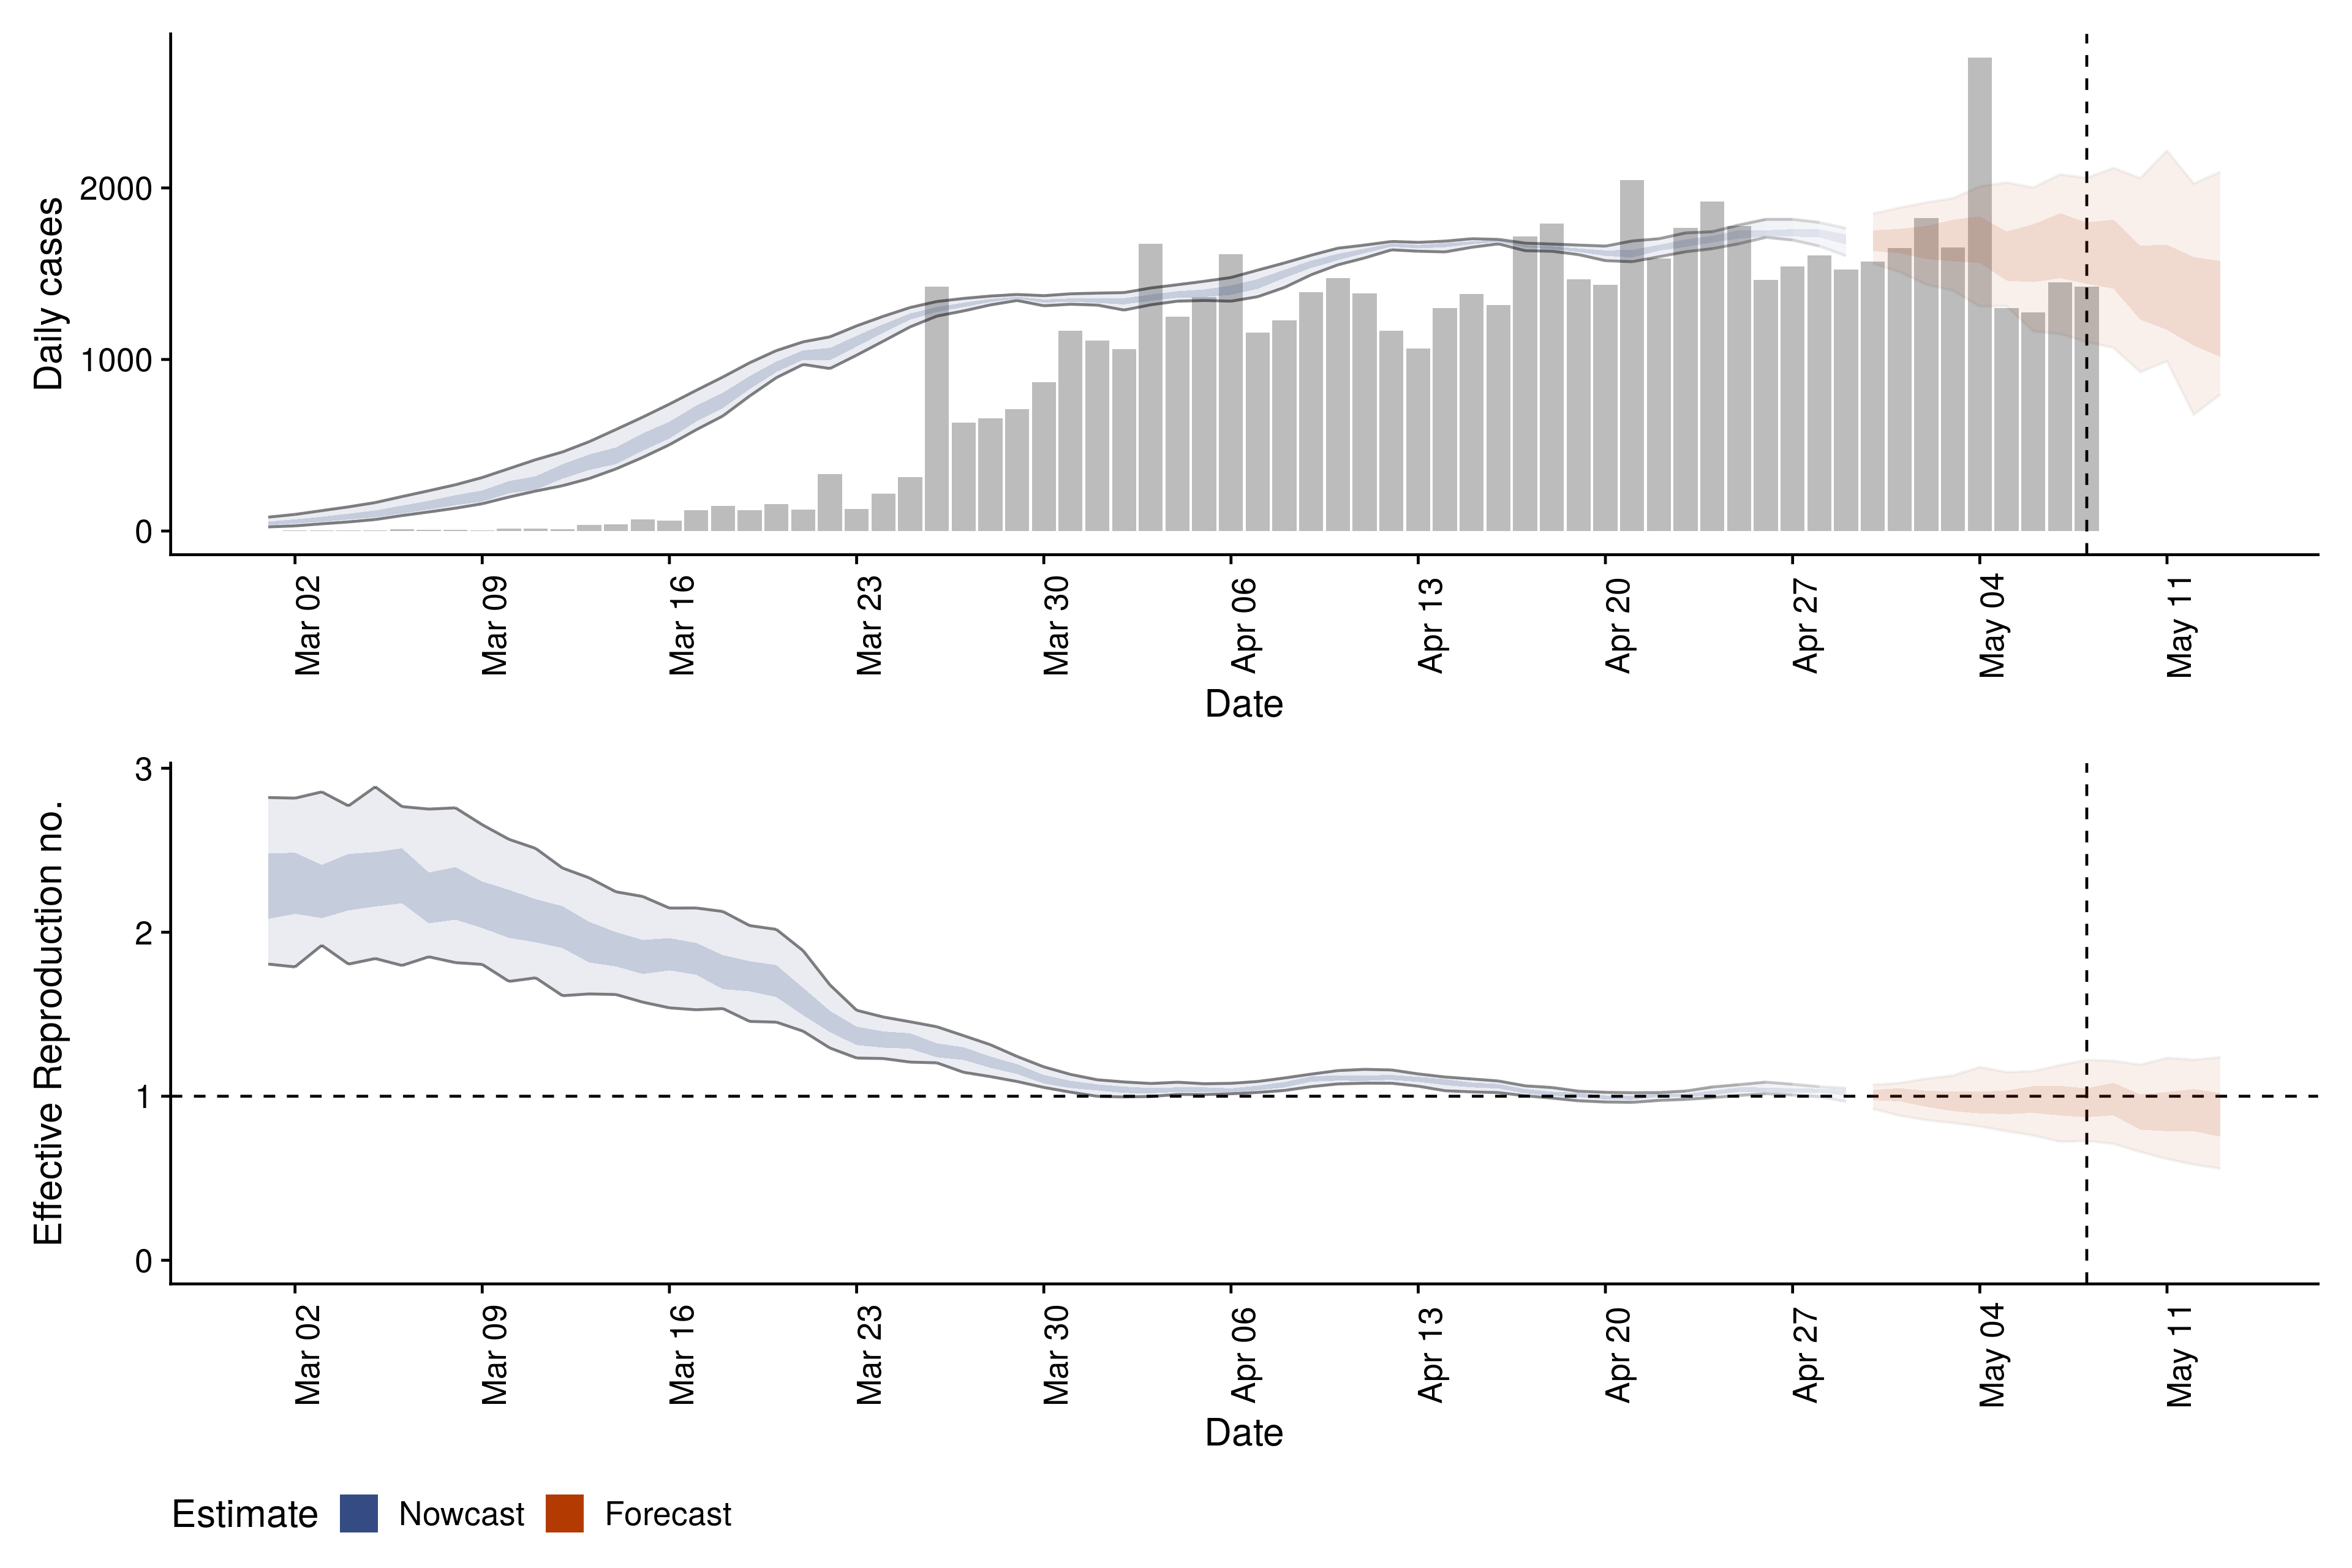 Daily cases
2000
1000
0
Mar 02
Mar 09
Mar 16
Mar 23
Mar 30
Apr 06
Apr 13
Apr 20
Apr 27
May 04
May 11
Date
Effective Reproduction no.
3
2
1
0
Mar 02
Mar 09
Mar 16
Mar 23
Mar 30
Apr 06
Apr 13
Apr 20
Apr 27
May 04
May 11
Date
Estimate Nowcast Forecast